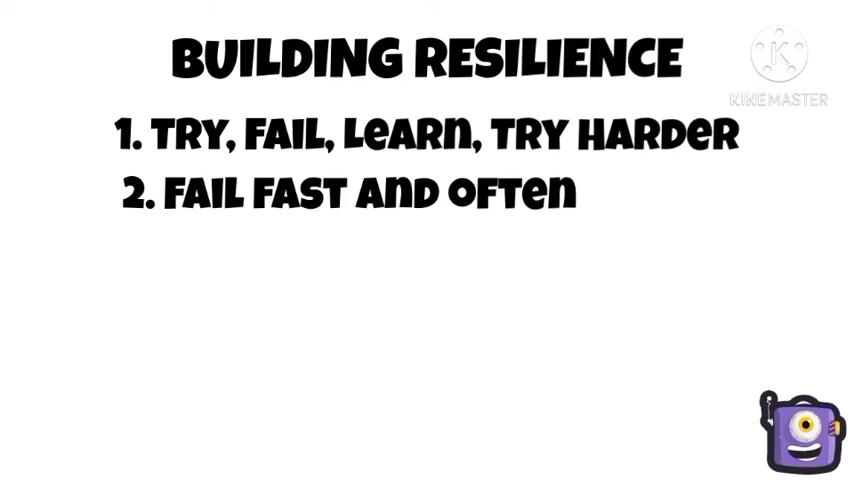 BUILDING RESILIENCE
KINEMASTER
1. Try, Fail, Learn, Try Harder
2. Fail Fast and Often